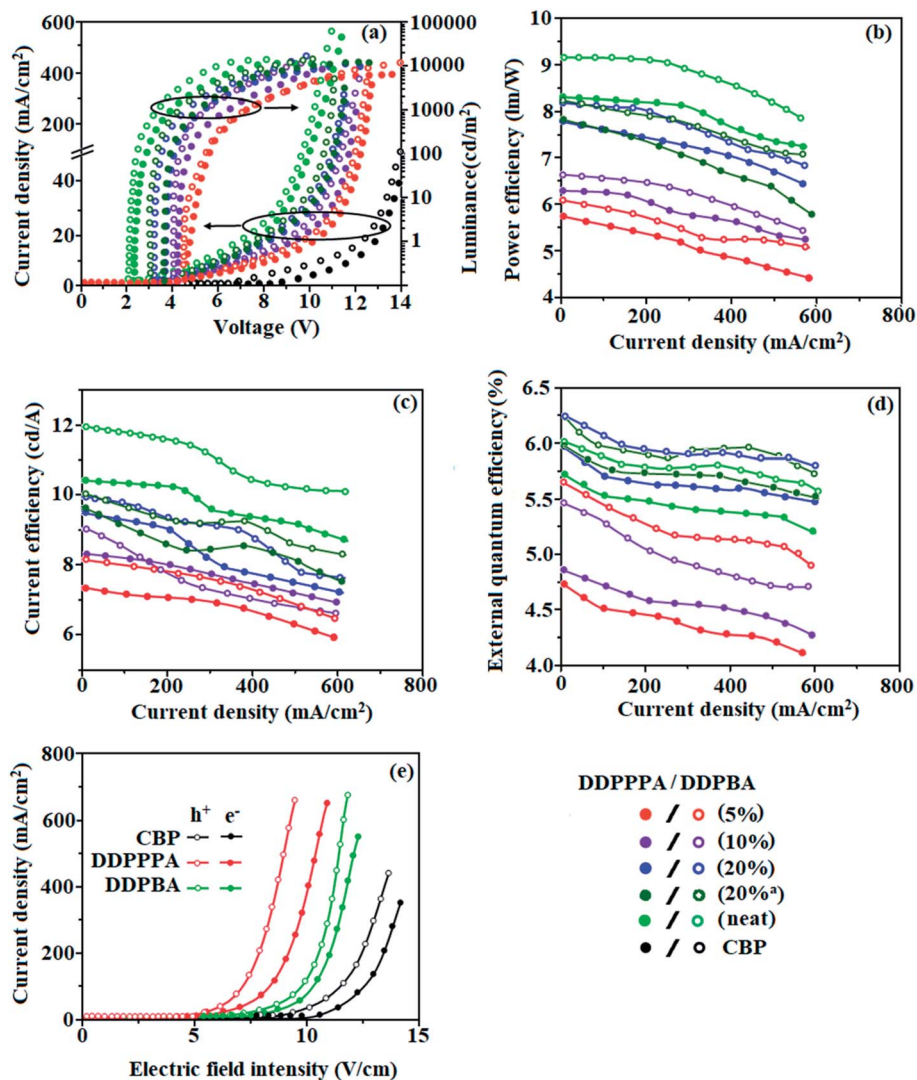 (a)
Current density (mA/cm²)
600
400
200
40
20
0
0 2 4 6 8 10 12 14
Voltage (V)
100000
10000
1000
100
10
1
Luminance(cd/m²)
(b)
Power efficiency (lm/W)
10
9
8
7
6
5
4
0 200 400 600 800
Current density (mA/cm²)
(c)
Current efficiency (cd/A)
12
10
8
6
0 200 400 600 800
Current density (mA/cm²)
(d)
External quantum efficiency(%)
6.5
6.0
5.5
5.0
4.5
4.0
0 200 400 600 800
Current density (mA/cm²)
(e)
Current density (mA/cm²)
800
600
400
200
0
h⁺ e⁻
CBP
DDPPPA
DDPBA
0 5 10 15
Electric field intensity (V/cm)
DDPPPA / DDPBA
/ (5%)
/ (10%)
/ (20%)
/ (20%ᵃ)
/ (neat)
/ CBP